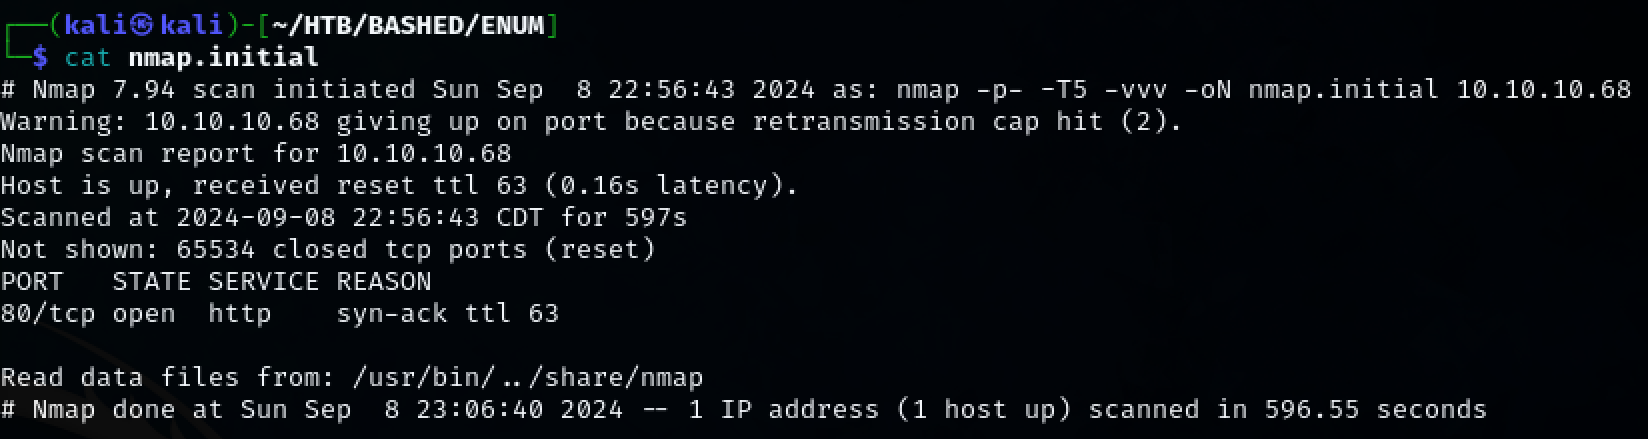 ┌──(kali㉿kali)-[~/HTB/BASHED/ENUM]
└─$ cat nmap.initial
# Nmap 7.94 scan initiated Sun Sep  8 22:56:43 2024 as: nmap -p- -T5 -vvv -oN nmap.initial 10.10.10.68
Warning: 10.10.10.68 giving up on port because retransmission cap hit (2).
Nmap scan report for 10.10.10.68
Host is up, received reset ttl 63 (0.16s latency).
Scanned at 2024-09-08 22:56:43 CDT for 597s
Not shown: 65534 closed tcp ports (reset)
PORT   STATE SERVICE REASON
80/tcp open  http    syn-ack ttl 63

Read data files from: /usr/bin/../share/nmap
# Nmap done at Sun Sep  8 23:06:40 2024 -- 1 IP address (1 host up) scanned in 596.55 seconds